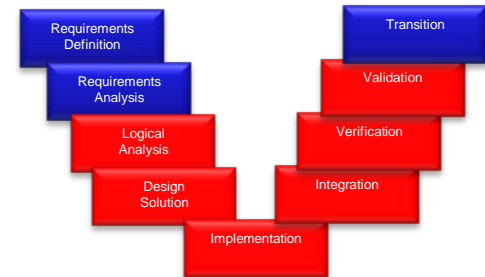 Requirements
Definition
Requirements
Analysis
Logical
Analysis
Design
Solution
Implementation
Integration
Verification
Validation
Transition